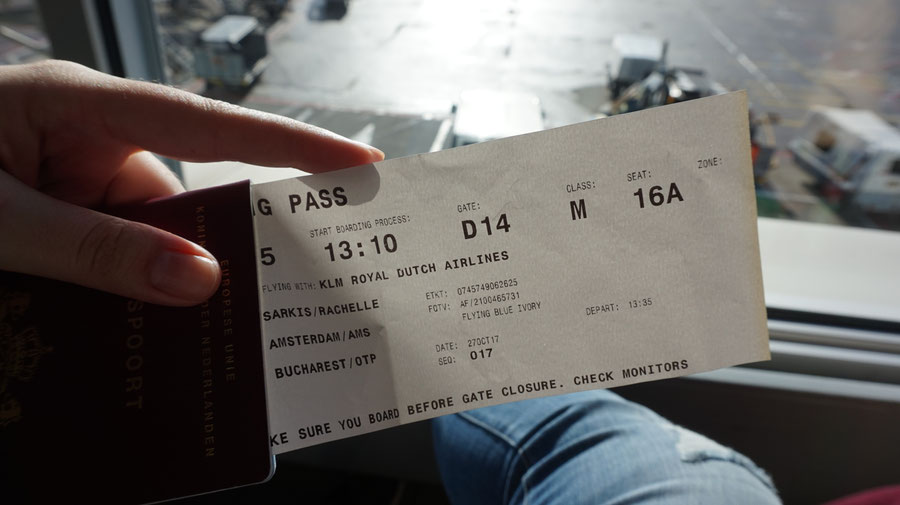 G PASS
START BOARDING PROCESS: GATE: CLASS: SEAT: ZONE:
5 13:10 D14 M 16A
FLYING WITH: KLM ROYAL DUTCH AIRLINES
SARKIS/RACHELLE
ETKT: 0745749062625
FQTV: AF/2100465731
FLYING BLUE IVORY
AMSTERDAM/AMS
DEPART: 13:35
BUCHAREST/OTP
DATE: 27OCT17
SEQ: 017
KE SURE YOU BOARD BEFORE GATE CLOSURE. CHECK MONITORS
EUROPESE UNIE
KONIN
DER NEDERLANDEN
SPOORT